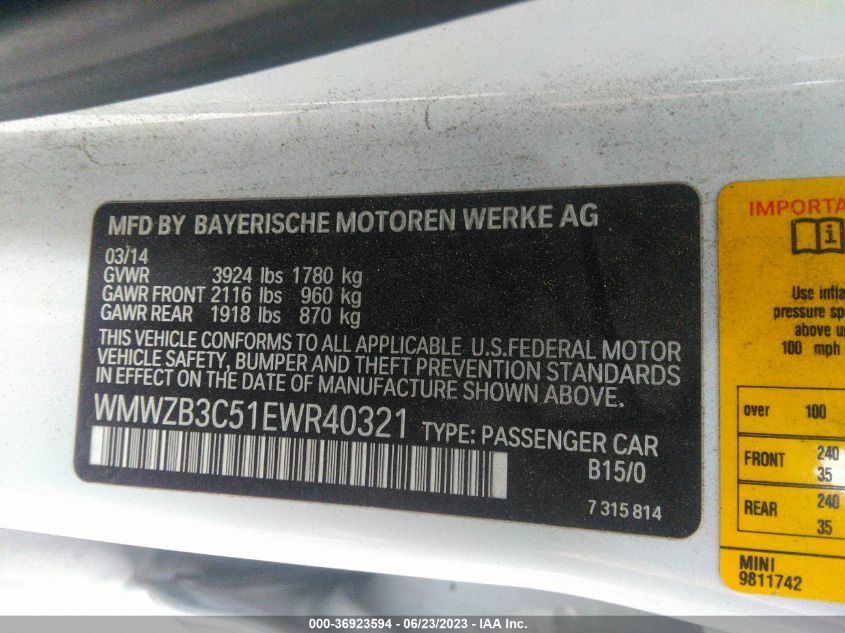 MFD BY BAYERISCHE MOTOREN WERKE AG
03/14
GVWR 3924 lbs 1780 kg
GAWR FRONT 2116 lbs 960 kg
GAWR REAR 1918 lbs 870 kg
THIS VEHICLE CONFORMS TO ALL APPLICABLE U.S.FEDERAL MOTOR
VEHICLE SAFETY, BUMPER AND THEFT PREVENTION STANDARDS
IN EFFECT ON THE DATE OF MANUFACTURE SHOWN ABOVE.
WMWZB3C51EWR40321 TYPE: PASSENGER CAR
B15/0
7 315 814
IMPORTA
i
Use infla
pressure sp
above up
100 mph
over 100
FRONT 240
35
REAR 240
35
MINI
9811742
000-36923594 / 06/23/2023 - IAA Inc.